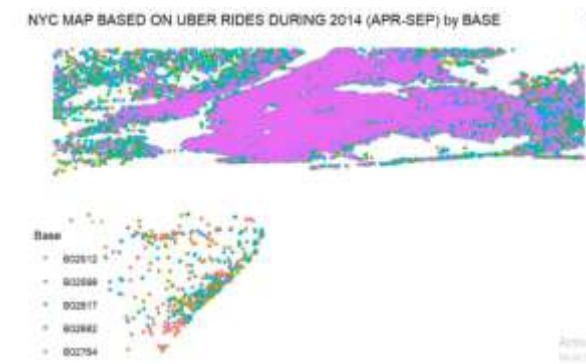 NYC MAP BASED ON UBER RIDES DURING 2014 (APR-SEP) by BASE
Base
B02512
B02598
B02617
B02682
B02764